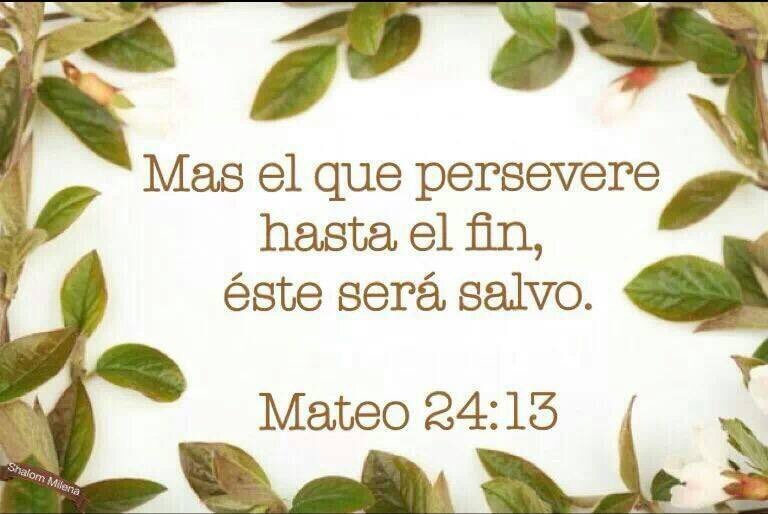 Mas el que persevere
hasta el fin,
éste será salvo.
Mateo 24:13
Shalom Milena